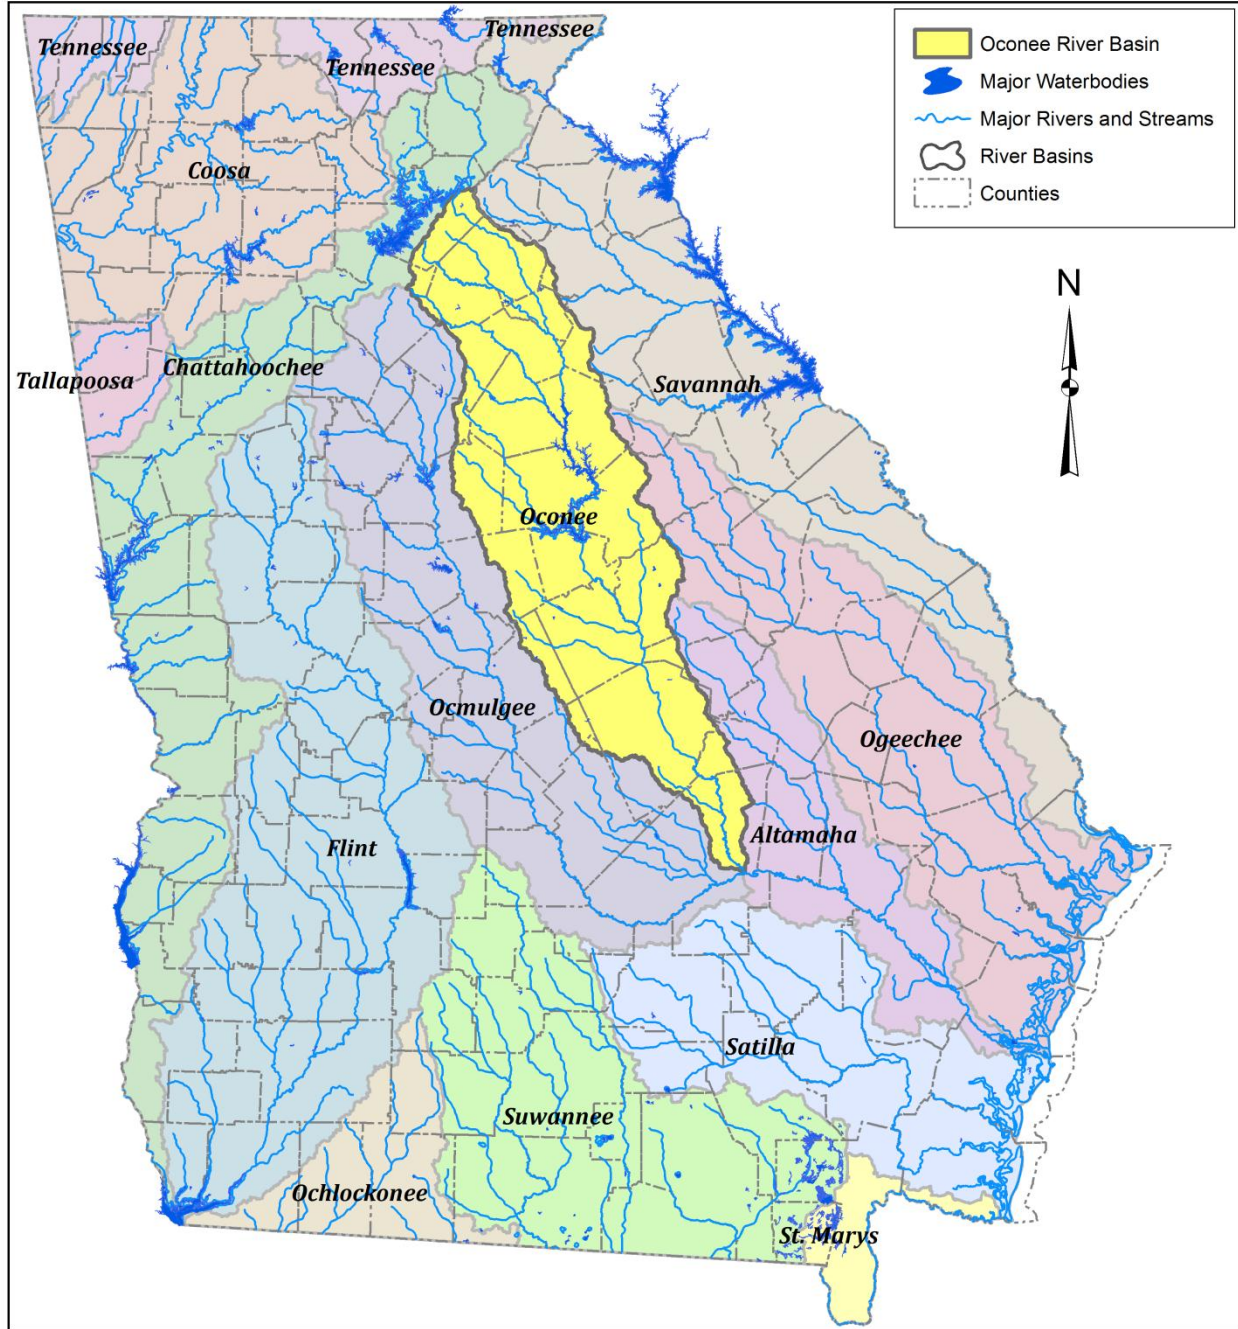 Tennessee
Tennessee
Tennessee
Oconee River Basin
Major Waterbodies
Major Rivers and Streams
River Basins
Counties
Coosa
N
Tallapoosa
Chattahoochee
Savannah
Oconee
Ocmulgee
Ogeechee
Flint
Altamaha
Satilla
Suwannee
Ochlockonee
St. Marys